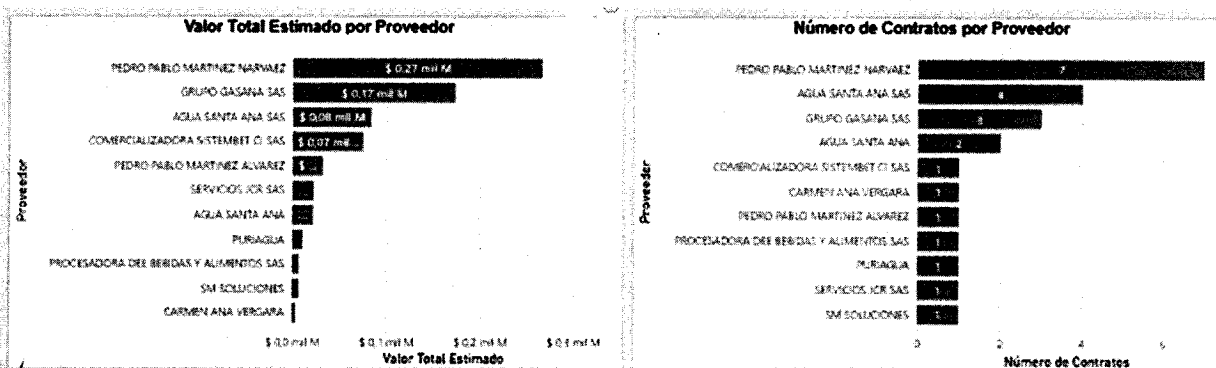 Valor Total Estimado por Proveedor
PEDRO PABLO MARTINEZ NARVAEZ $ 0,27 mil M
GRUPO GASANA SAS $ 0,17 mil M
AGUA SANTA ANA SAS $ 0,08 mil M
COMERCIALIZADORA SISTEMBET CI SAS $ 0,07 mil...
PEDRO PABLO MARTINEZ ALVAREZ $ ...
SERVICIOS JCR SAS
AGUA SANTA ANA
PURIAGUA
PROCESADORA DEE BEBIDAS Y ALIMENTOS SAS
SM SOLUCIONES
CARMEN ANA VERGARA
Proveedor
$ 0,0 mil M $ 0,1 mil M $ 0,2 mil M $ 0,3 mil M
Valor Total Estimado
Número de Contratos por Proveedor
PEDRO PABLO MARTINEZ NARVAEZ 7
AGUA SANTA ANA SAS 4
GRUPO GASANA SAS 3
AGUA SANTA ANA 2
COMERCIALIZADORA SISTEMBET CI SAS 1
CARMEN ANA VERGARA 1
PEDRO PABLO MARTINEZ ALVAREZ 1
PROCESADORA DEE BEBIDAS Y ALIMENTOS SAS 1
PURIAGUA 1
SERVICIOS JCR SAS 1
SM SOLUCIONES 1
Proveedor
0 2 4 6
Número de Contratos